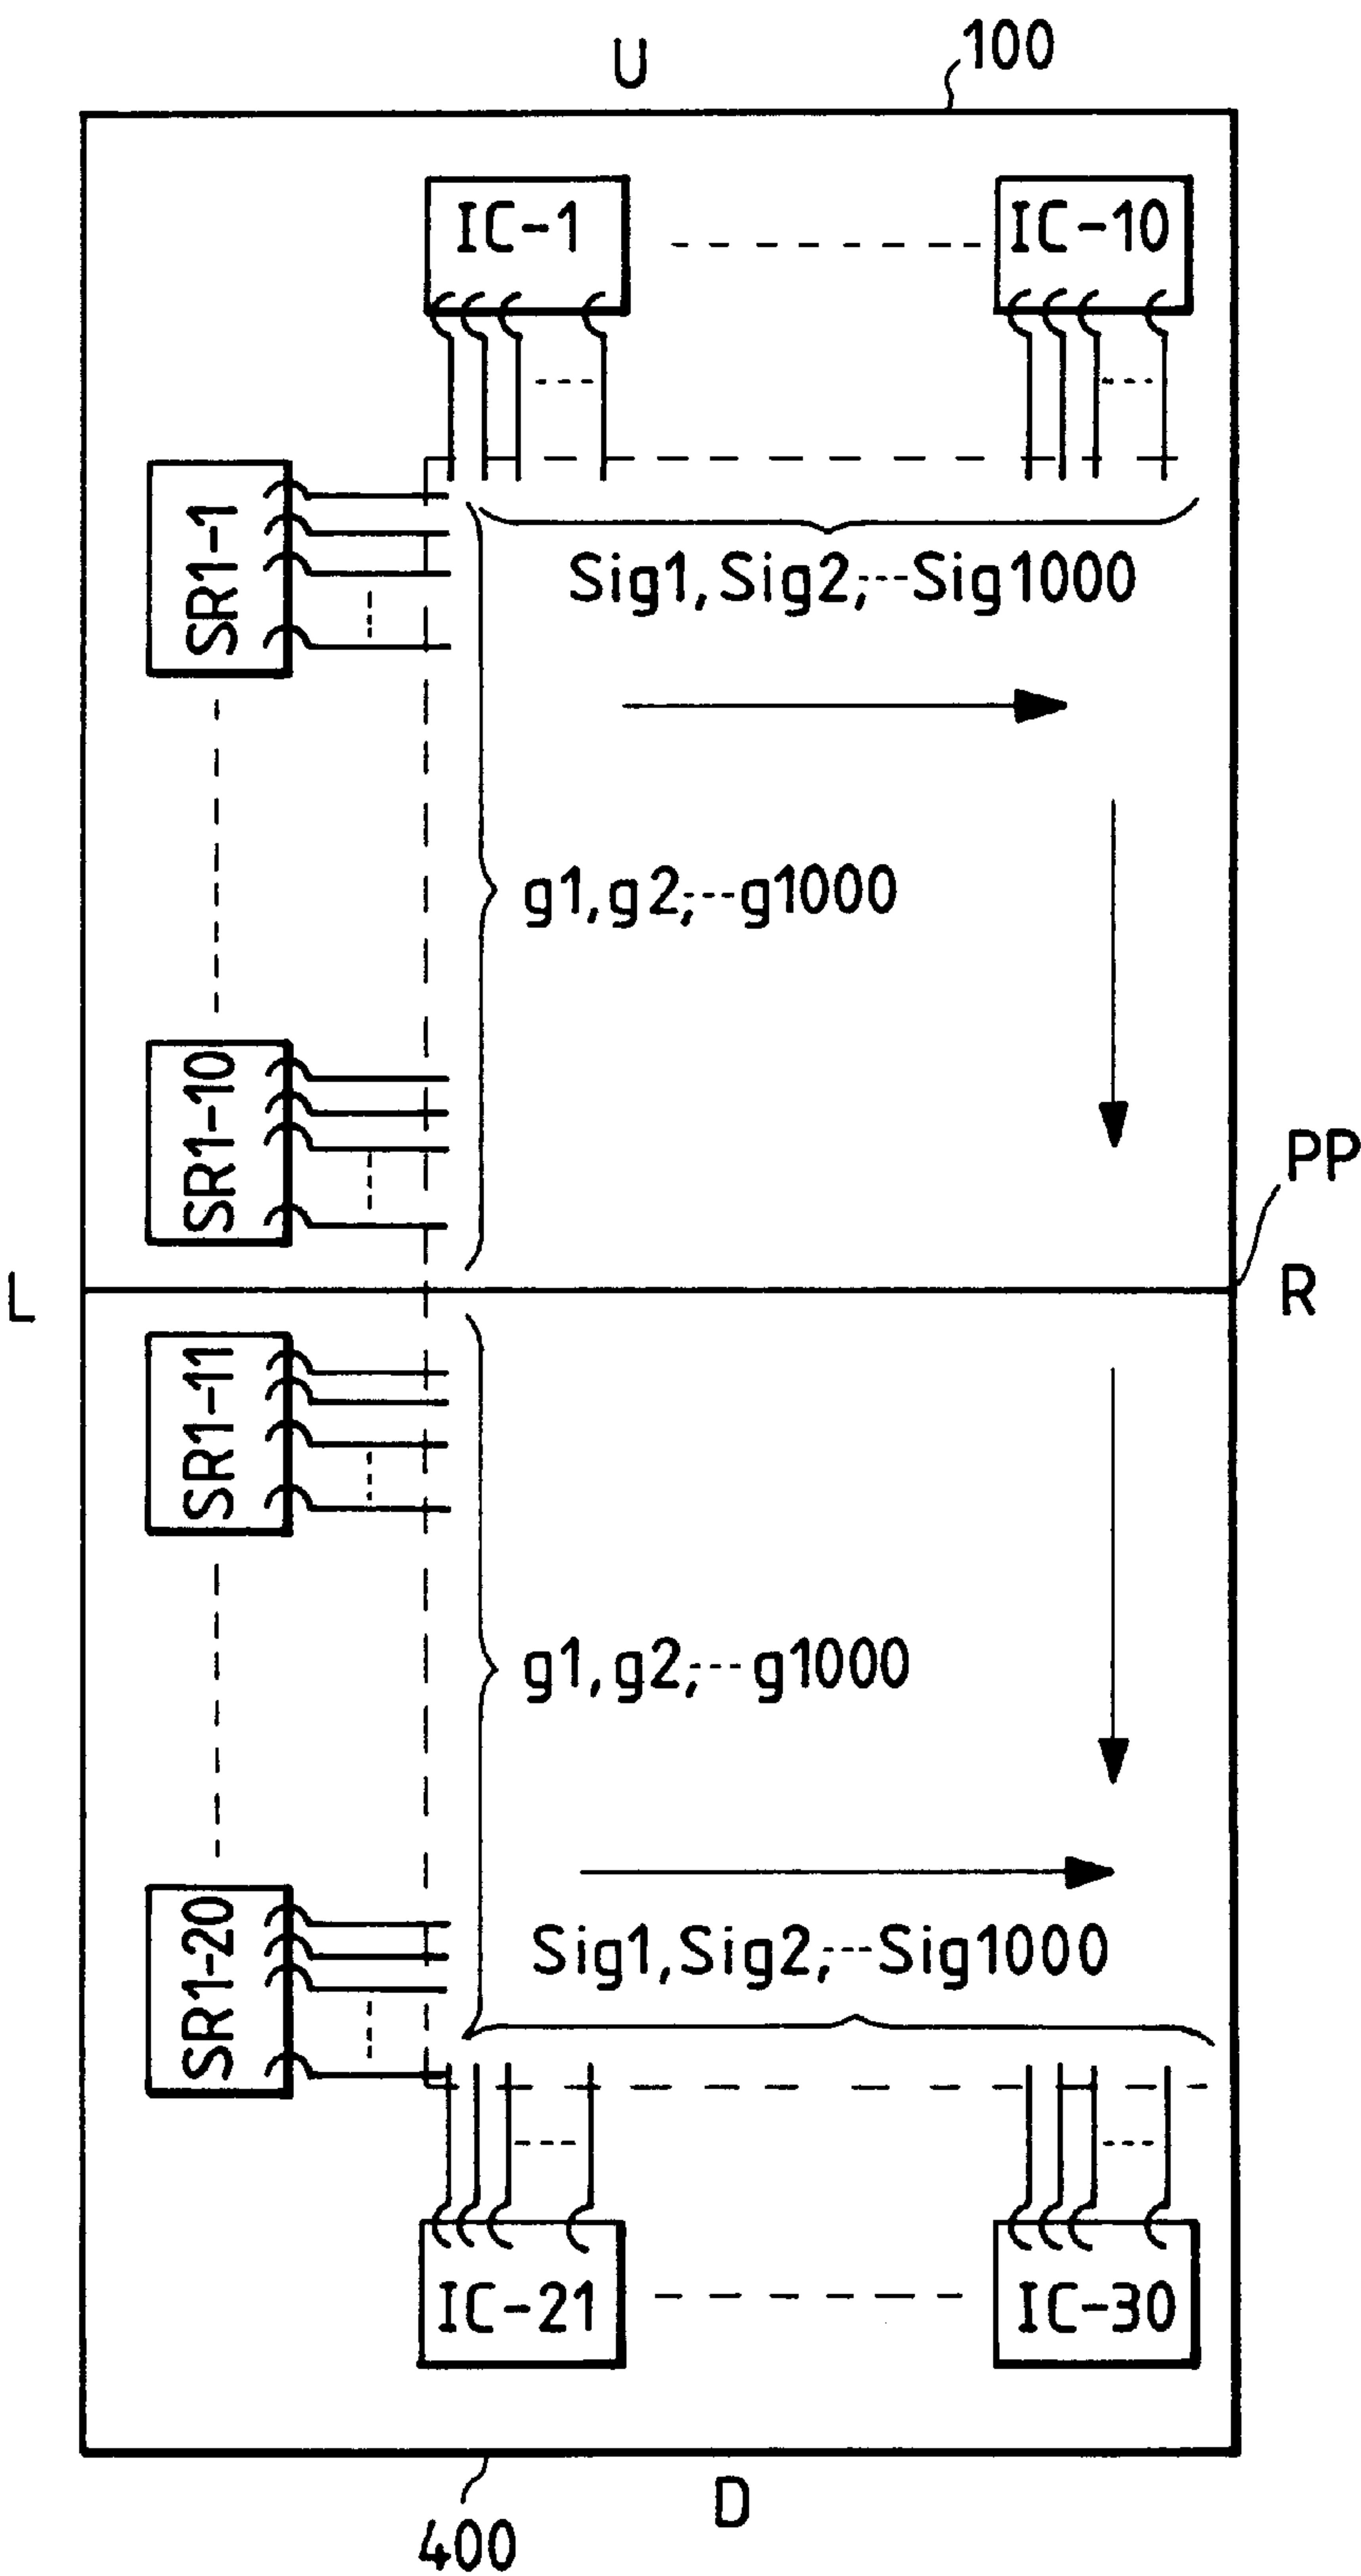 U
100
IC-1
IC-10
SR1-1
Sig1, Sig2,---Sig1000
g1, g2,---g1000
SR1-10
PP
L
R
SR1-11
g1, g2,---g1000
SR1-20
Sig1, Sig2,---Sig1000
IC-21
IC-30
400
D